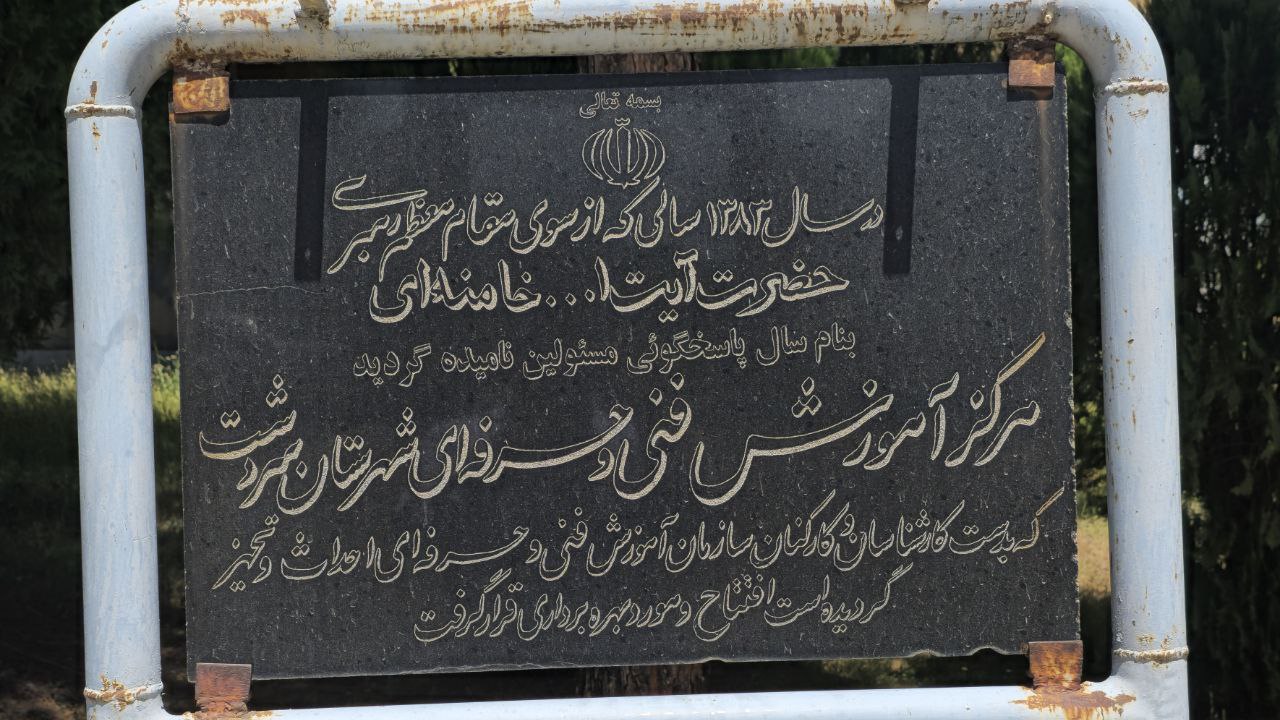 بسمه تعالی
در سال ۱۳۸۳ سالی که از سوی مقام معظم رهبری
حضرت آیت ا... خامنه ای
بنام سال پاسخگوئی مسئولین نامیده گردید
مرکز آموزش فنی و حرفه ای شهرستان مرودشت
که بدست کارشناسان و کارکنان سازمان آموزش فنی و حرفه ای احداث و تجهیز
گردیده است افتتاح و مورد بهره برداری قرار گرفت